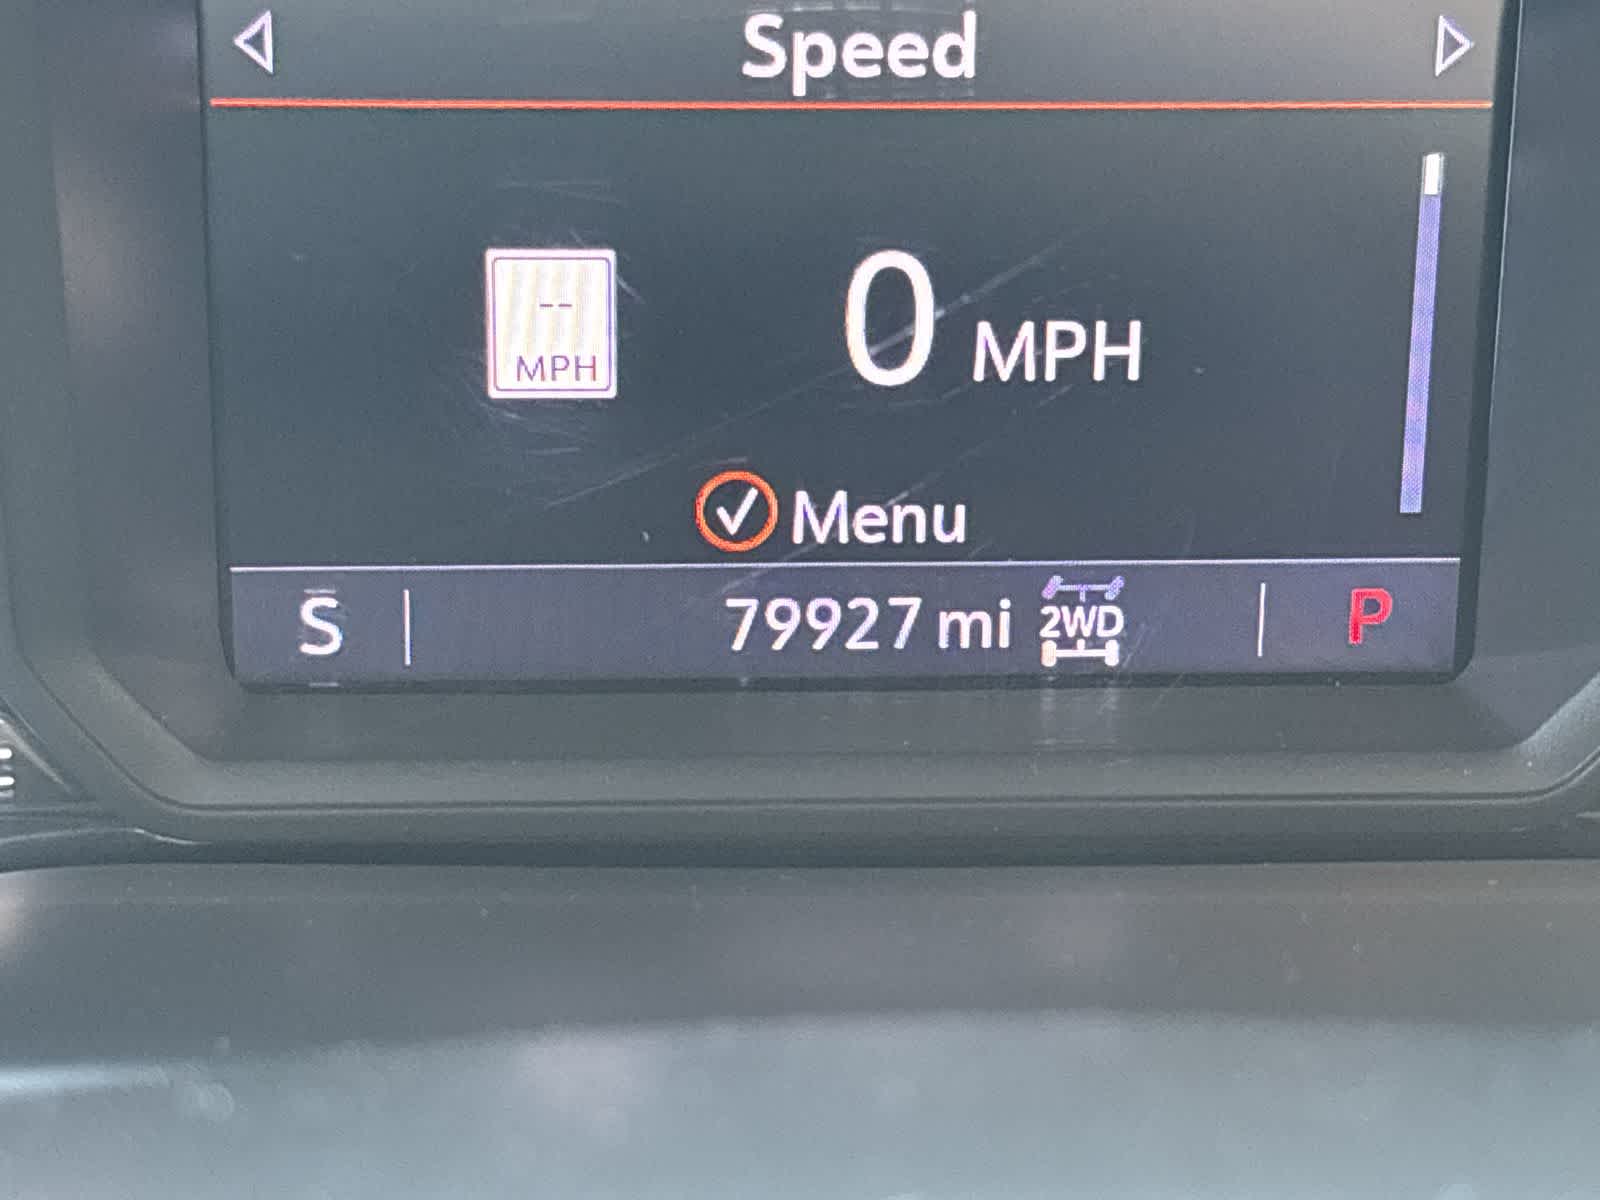 Speed
--
MPH
0 MPH
Menu
S
79927 mi
2WD
P